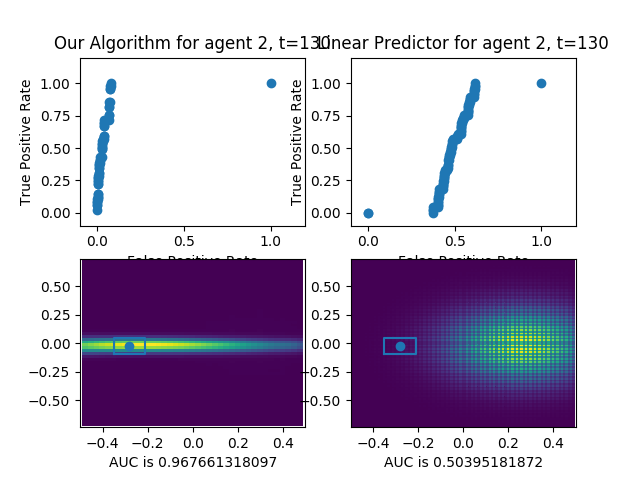 Our Algorithm for agent 2, t=130
Linear Predictor for agent 2, t=130
True Positive Rate
1.00
0.75
0.50
0.25
0.00
0.0 0.5 1.0
False Positive Rate
True Positive Rate
1.00
0.75
0.50
0.25
0.00
0.0 0.5 1.0
False Positive Rate
0.50
0.25
0.00
−0.25
−0.50
−0.4 −0.2 0.0 0.2 0.4
AUC is 0.967661318097
0.50
0.25
0.00
−0.25
−0.50
−0.4 −0.2 0.0 0.2 0.4
AUC is 0.50395181872